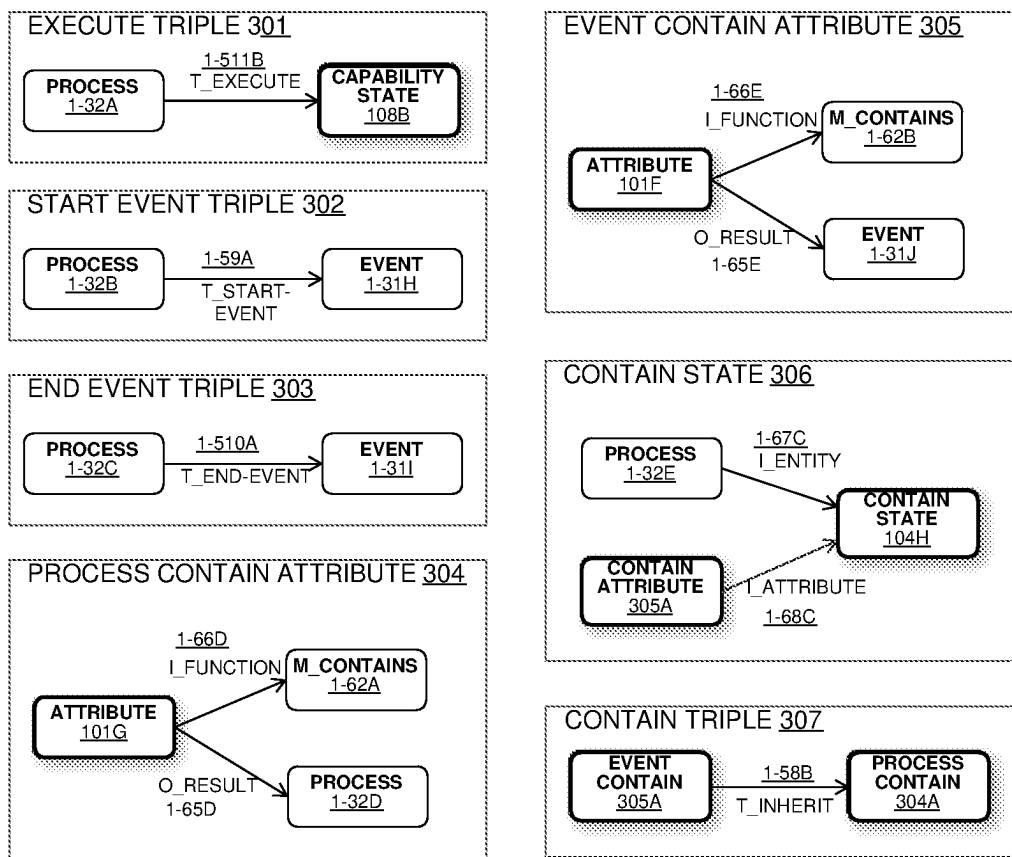 EXECUTE TRIPLE 301
1-511B
T_EXECUTE
PROCESS
1-32A
CAPABILITY
STATE
108B
START EVENT TRIPLE 302
PROCESS
1-32B
1-59A
T_START-
EVENT
EVENT
1-31H
END EVENT TRIPLE 303
PROCESS
1-32C
1-510A
T_END-EVENT
EVENT
1-31I
PROCESS CONTAIN ATTRIBUTE 304
1-66D
I_FUNCTION
M_CONTAINS
1-62A
ATTRIBUTE
101G
O_RESULT
1-65D
PROCESS
1-32D
EVENT CONTAIN ATTRIBUTE 305
1-66E
I_FUNCTION
M_CONTAINS
1-62B
ATTRIBUTE
101F
O_RESULT
1-65E
EVENT
1-31J
CONTAIN STATE 306
PROCESS
1-32E
1-67C
I_ENTITY
CONTAIN
STATE
104H
CONTAIN
ATTRIBUTE
305A
I_ATTRIBUTE
1-68C
CONTAIN TRIPLE 307
EVENT
CONTAIN
305A
1-58B
T_INHERIT
PROCESS
CONTAIN
304A